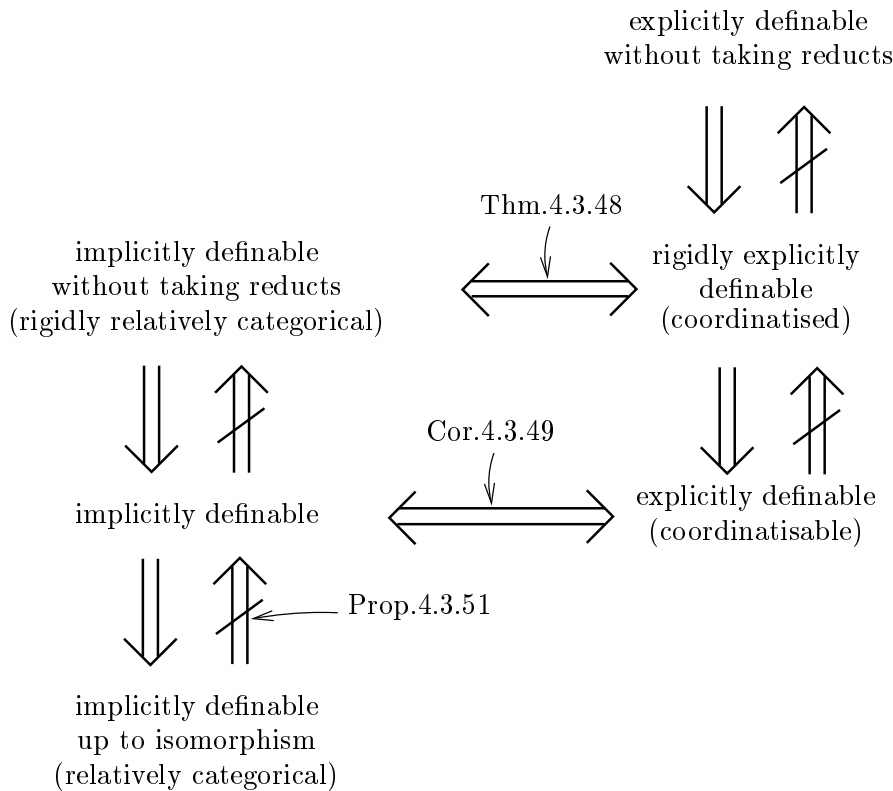 explicitly definable
without taking reducts
Thm.4.3.48
implicitly definable
without taking reducts
(rigidly relatively categorical)
rigidly explicitly
definable
(coordinatised)
Cor.4.3.49
implicitly definable
explicitly definable
(coordinatisable)
Prop.4.3.51
implicitly definable
up to isomorphism
(relatively categorical)